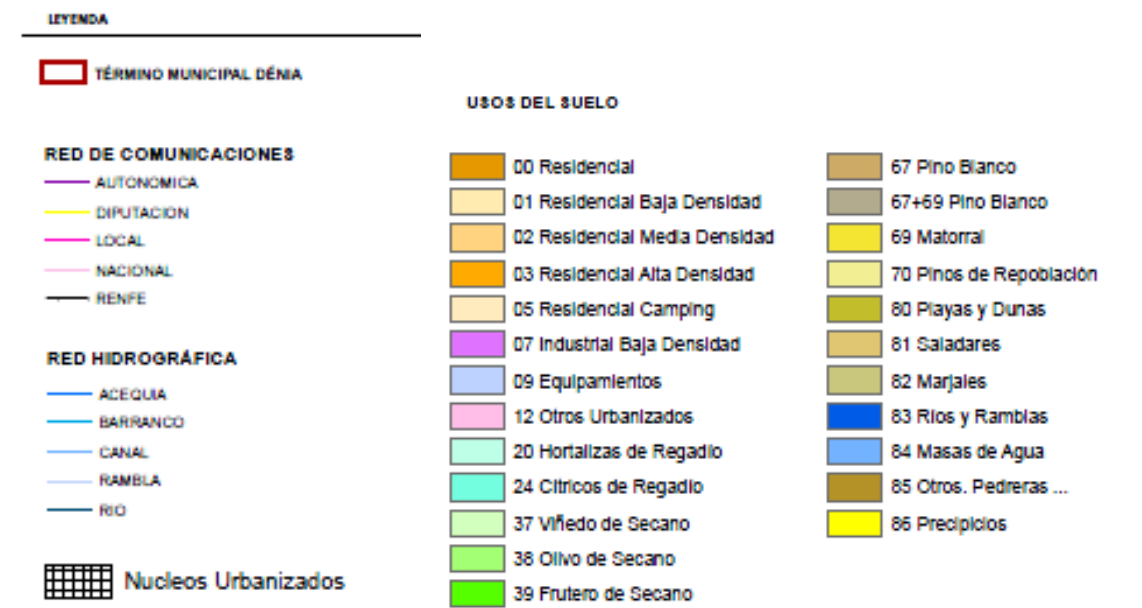 LEYENDA
TÉRMINO MUNICIPAL DÉNIA
RED DE COMUNICACIONES
AUTONOMICA
DIPUTACION
LOCAL
NACIONAL
RENFE
RED HIDROGRÁFICA
ACEQUIA
BARRANCO
CANAL
RAMBLA
RIO
Nucleos Urbanizados
USOS DEL SUELO
00 Residencial
01 Residencial Baja Densidad
02 Residencial Media Densidad
03 Residencial Alta Densidad
05 Residencial Camping
07 Industrial Baja Densidad
09 Equipamientos
12 Otros Urbanizados
20 Hortalizas de Regadio
24 Citricos de Regadio
37 Viñedo de Secano
38 Olivo de Secano
39 Frutero de Secano
67 Pino Blanco
67+69 Pino Blanco
69 Matorral
70 Pinos de Repoblación
80 Playas y Dunas
81 Saladares
82 Marjales
83 Rios y Ramblas
84 Masas de Agua
85 Otros. Pedreras ...
86 Precipicios